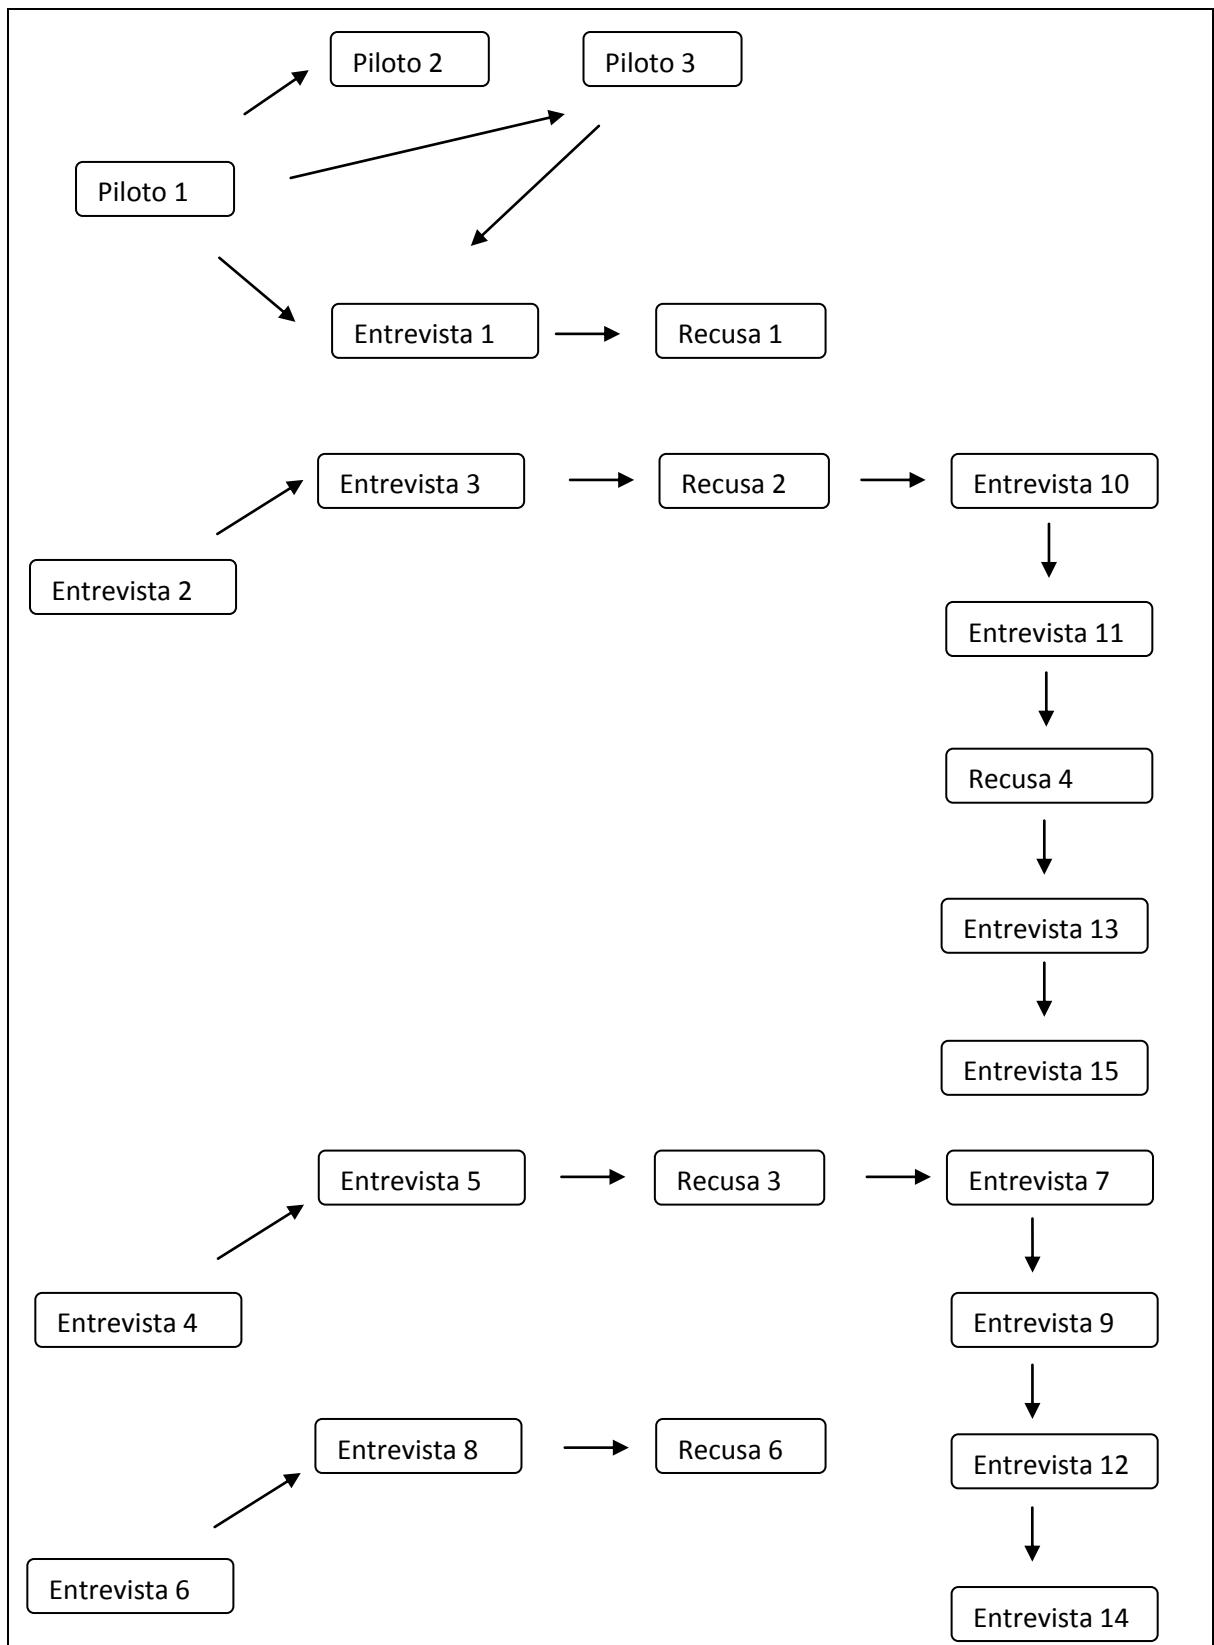 Piloto 2
Piloto 3
Piloto 1
Entrevista 1
Recusa 1
Entrevista 3
Recusa 2
Entrevista 10
Entrevista 2
Entrevista 11
Recusa 4
Entrevista 13
Entrevista 15
Entrevista 5
Recusa 3
Entrevista 7
Entrevista 4
Entrevista 9
Entrevista 8
Recusa 6
Entrevista 12
Entrevista 6
Entrevista 14